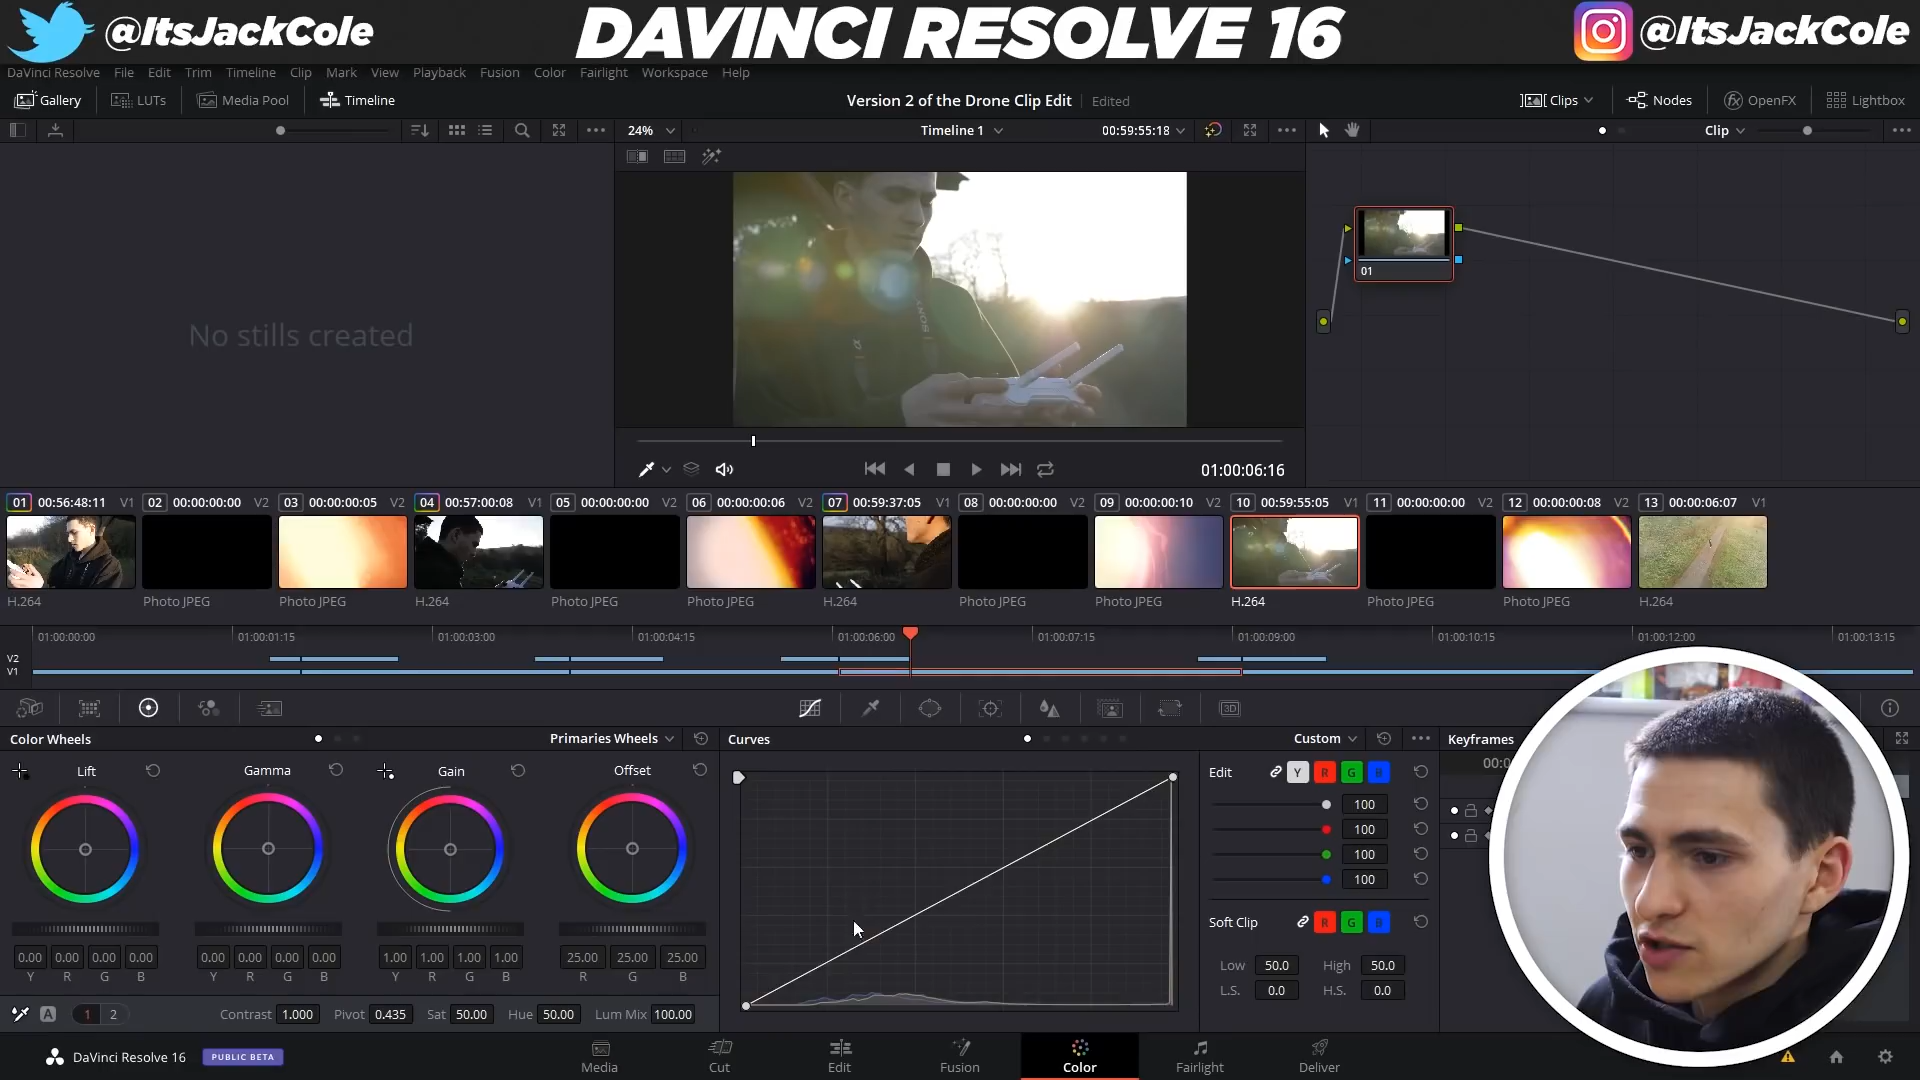 @ItsJackCole DAVINCI RESOLVE 16 @ItsJackCole
DaVinci Resolve File Edit Trim Timeline Clip Mark View Playback Fusion Color Fairlight Workspace Help
Gallery LUTs Media Pool Timeline Version 2 of the Drone Clip Edit Edited Clips Nodes OpenFX Lightbox
24% Timeline 1 00:59:55:18 Clip
No stills created
01
01:00:06:16
01 00:56:48:11 V1 02 00:00:00:00 V2 03 00:00:00:05 V2 04 00:57:00:08 V1 05 00:00:00:00 V2 06 00:00:00:06 V2 07 00:59:37:05 V1 08 00:00:00:00 V2 09 00:00:00:10 V2 10 00:59:55:05 V1 11 00:00:00:00 V2 12 00:00:00:08 V2 13 00:00:06:07 V1
H.264 Photo JPEG Photo JPEG H.264 Photo JPEG Photo JPEG H.264 Photo JPEG Photo JPEG H.264 Photo JPEG Photo JPEG H.264
01:00:00:00 01:00:01:15 01:00:03:00 01:00:04:15 01:00:06:00 01:00:07:15 01:00:09:00 01:00:10:15 01:00:12:00 01:00:13:15
V2
V1
3D
Color Wheels Primaries Wheels Curves Custom Keyframes
Lift Gamma Gain Offset Edit Y R G B
00:0
100
100
100
100
Soft Clip R G B
0.00 0.00 0.00 0.00 0.00 0.00 0.00 0.00 1.00 1.00 1.00 1.00 25.00 25.00 25.00
Y R G B Y R G B Y R G B R G B
Low 50.0 High 50.0
L.S. 0.0 H.S. 0.0
A 1 2 Contrast 1.000 Pivot 0.435 Sat 50.00 Hue 50.00 Lum Mix 100.00
DaVinci Resolve 16 PUBLIC BETA Media Cut Edit Fusion Color Fairlight Deliver